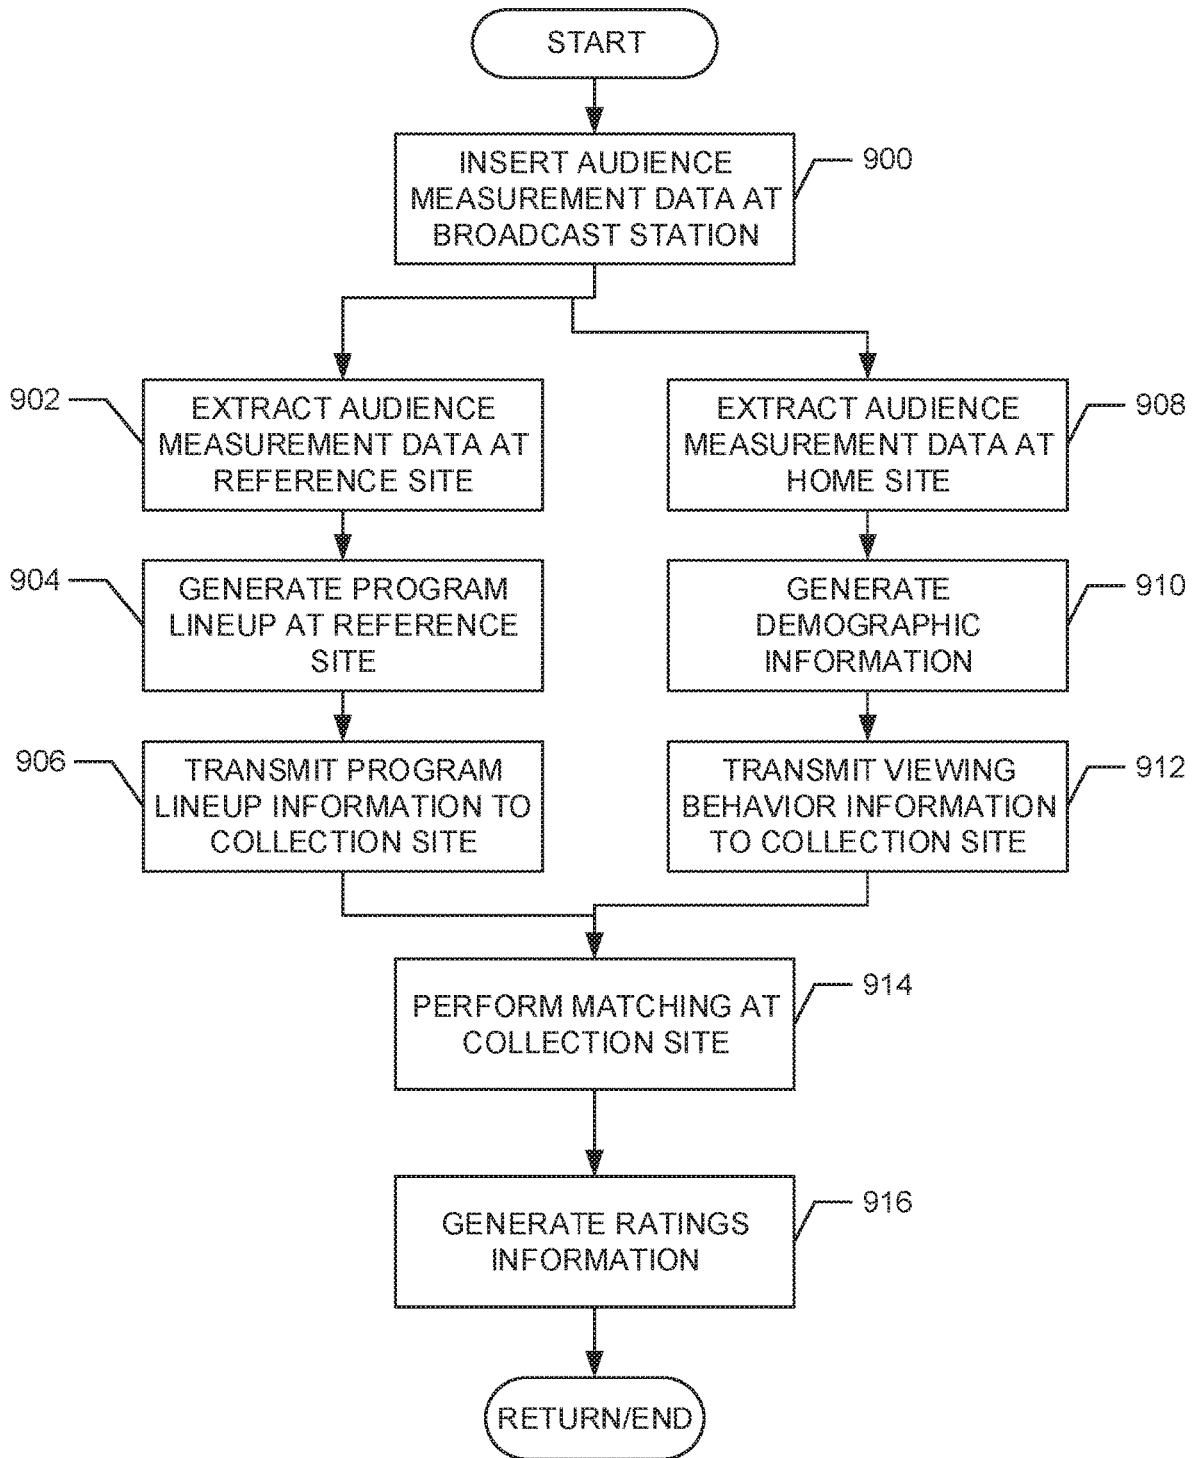 START
INSERT AUDIENCE
MEASUREMENT DATA AT
BROADCAST STATION
900
902
EXTRACT AUDIENCE
MEASUREMENT DATA AT
REFERENCE SITE
EXTRACT AUDIENCE
MEASUREMENT DATA AT
HOME SITE
908
904
GENERATE PROGRAM
LINEUP AT REFERENCE
SITE
GENERATE
DEMOGRAPHIC
INFORMATION
910
906
TRANSMIT PROGRAM
LINEUP INFORMATION TO
COLLECTION SITE
TRANSMIT VIEWING
BEHAVIOR INFORMATION
TO COLLECTION SITE
912
PERFORM MATCHING AT
COLLECTION SITE
914
GENERATE RATINGS
INFORMATION
916
RETURN/END